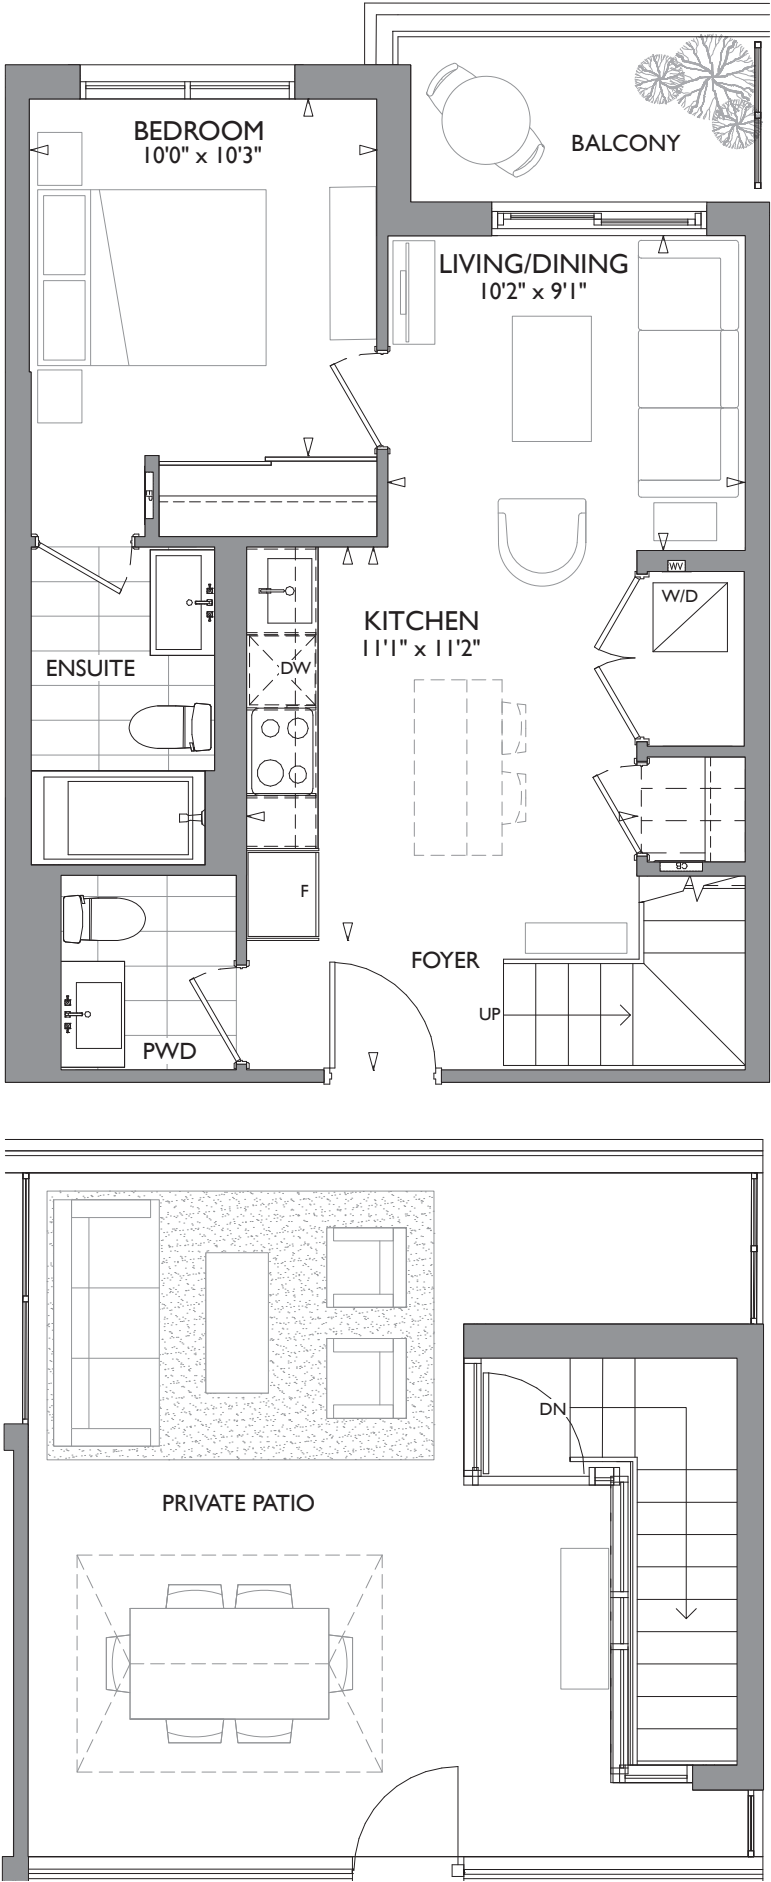 BEDROOM
10'0" x 10'3"
BALCONY
LIVING/DINING
10'2" x 9'1"
EP
WV
W/D
KITCHEN
11'1" x 11'2"
ENSUITE
DW
CB
F
FOYER
UP
PWD
DN
PRIVATE PATIO